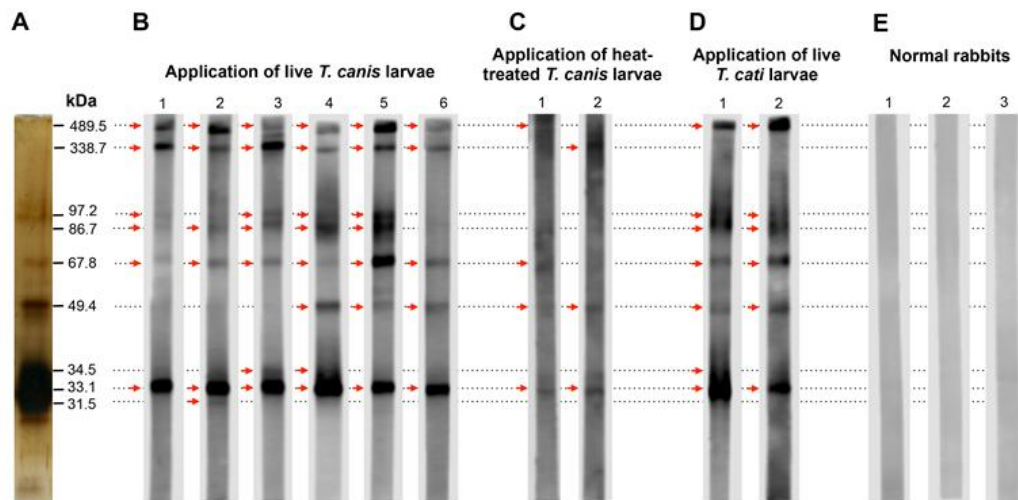 A B C D E
Application of live T. canis larvae
Application of heat-
treated T. canis larvae
Application of live
T. cati larvae
Normal rabbits
kDa
1 2 3 4 5 6
1 2
1 2
1 2 3
489.5
338.7
97.2
86.7
67.8
49.4
34.5
33.1
31.5